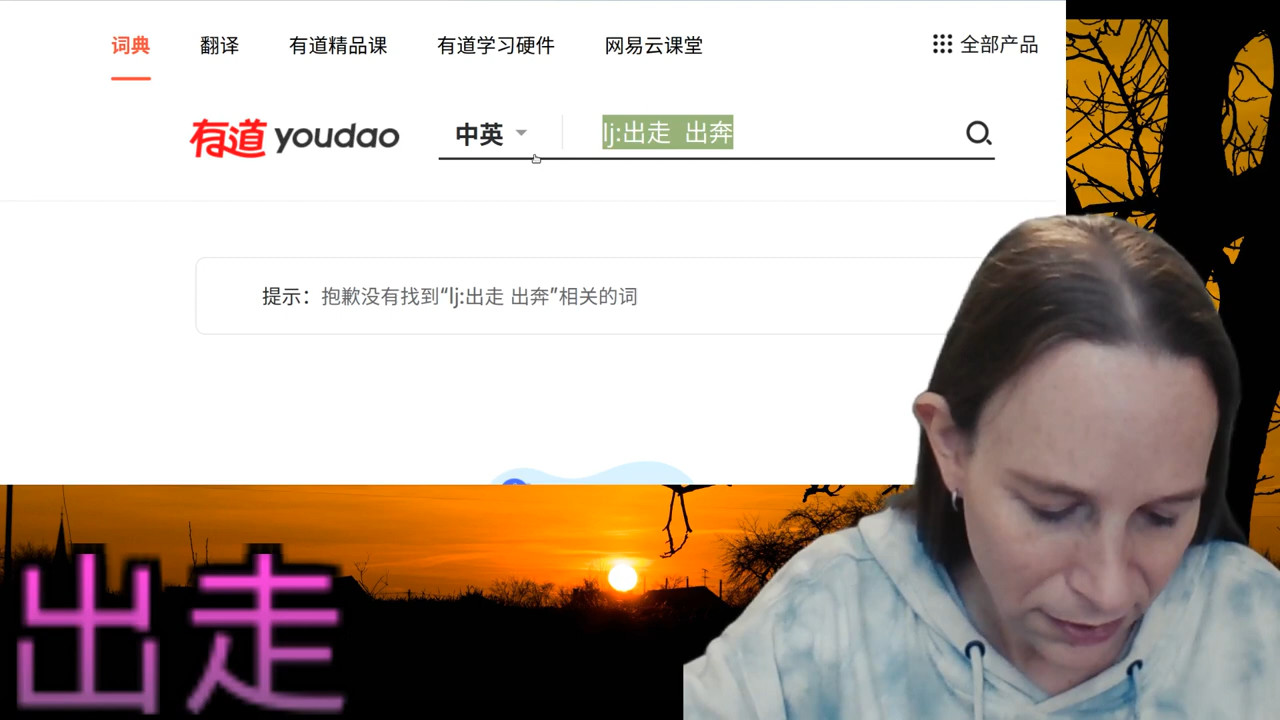 词典 翻译 有道精品课 有道学习硬件 网易云课堂 全部产品
有道 youdao 中英 lj:出走 出奔
提示：抱歉没有找到“lj:出走 出奔”相关的词
出走